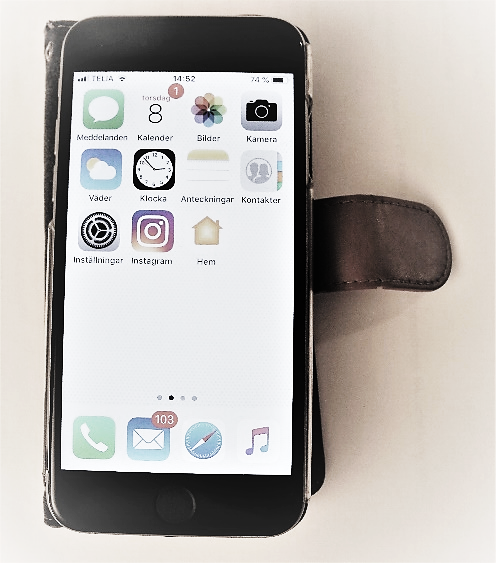 TELIA 14:52 74 %
torsdag 1
8
Meddelanden Kalender Bilder Kamera
Väder Klocka Anteckningar Kontakter
Inställningar Instagram Hem
103